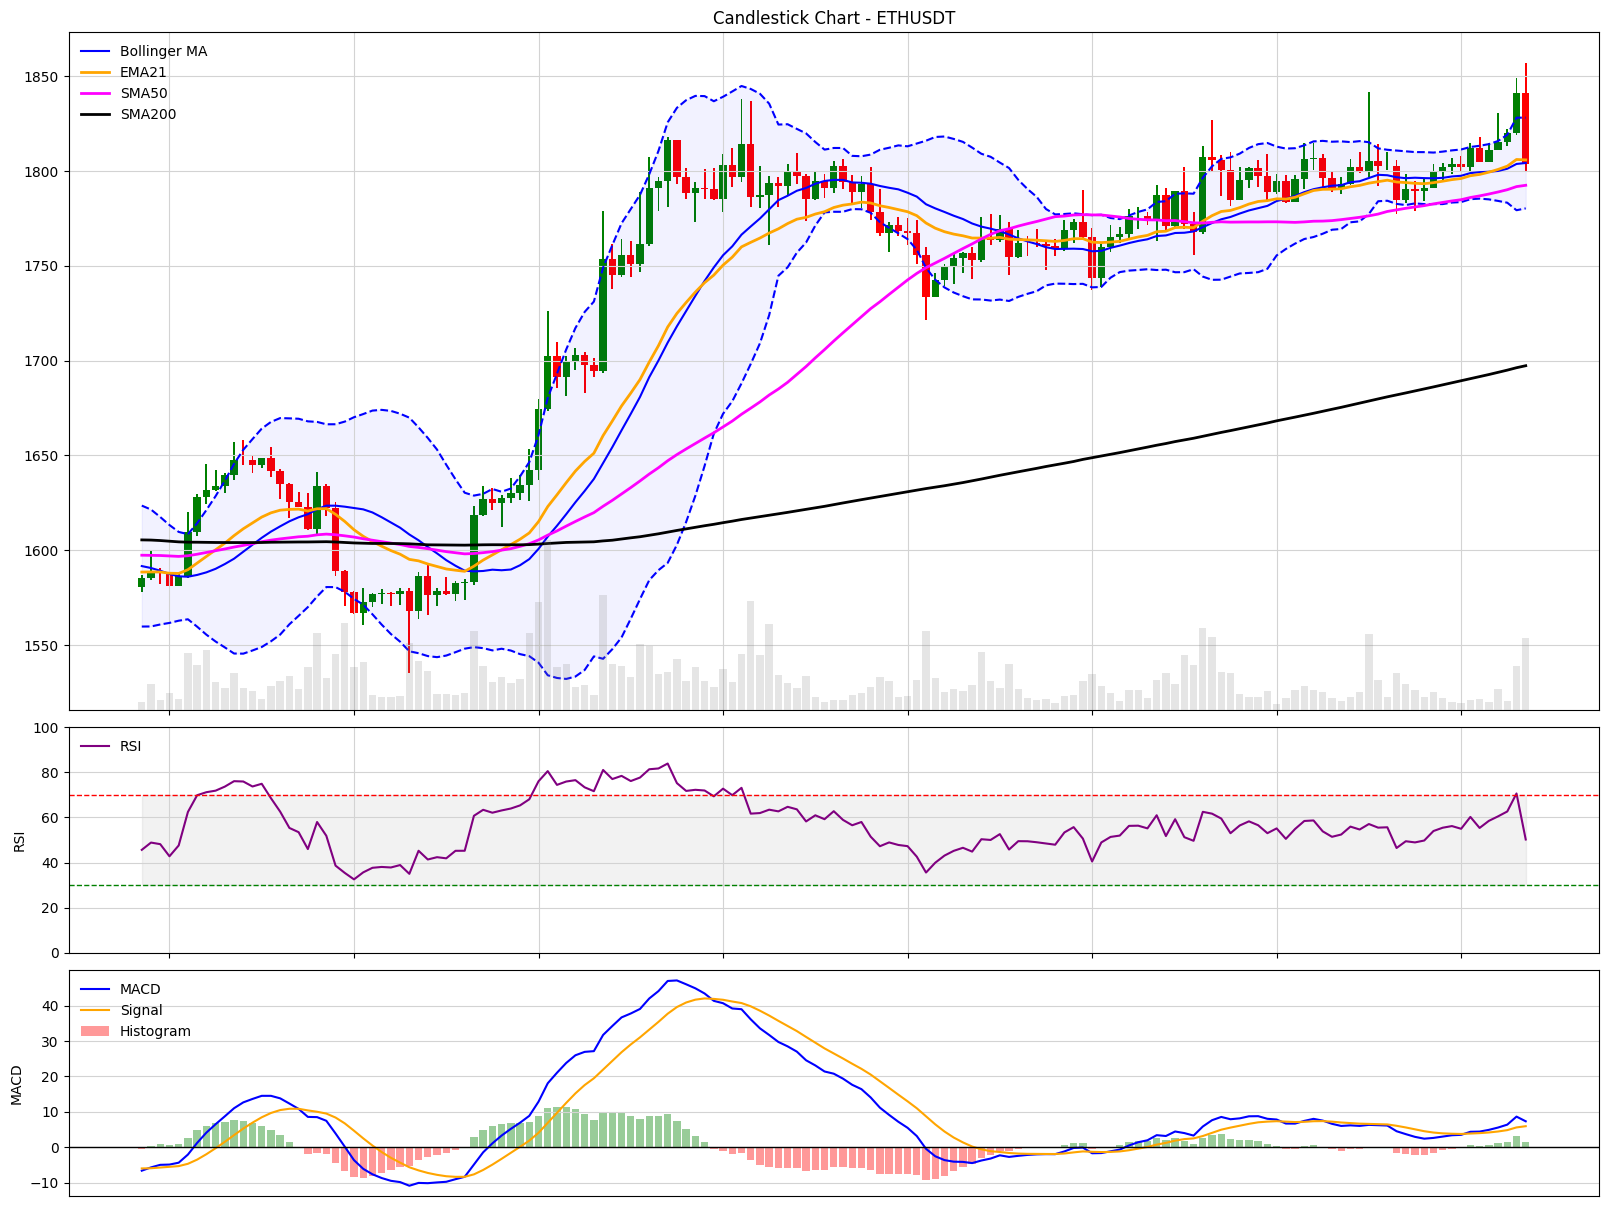 Candlestick Chart - ETHUSDT
Bollinger MA
EMA21
SMA50
SMA200
1850
1800
1750
1700
1650
1600
1550
RSI
100
80
60
40
20
0
RSI
MACD
Signal
Histogram
40
30
20
10
0
−10
MACD